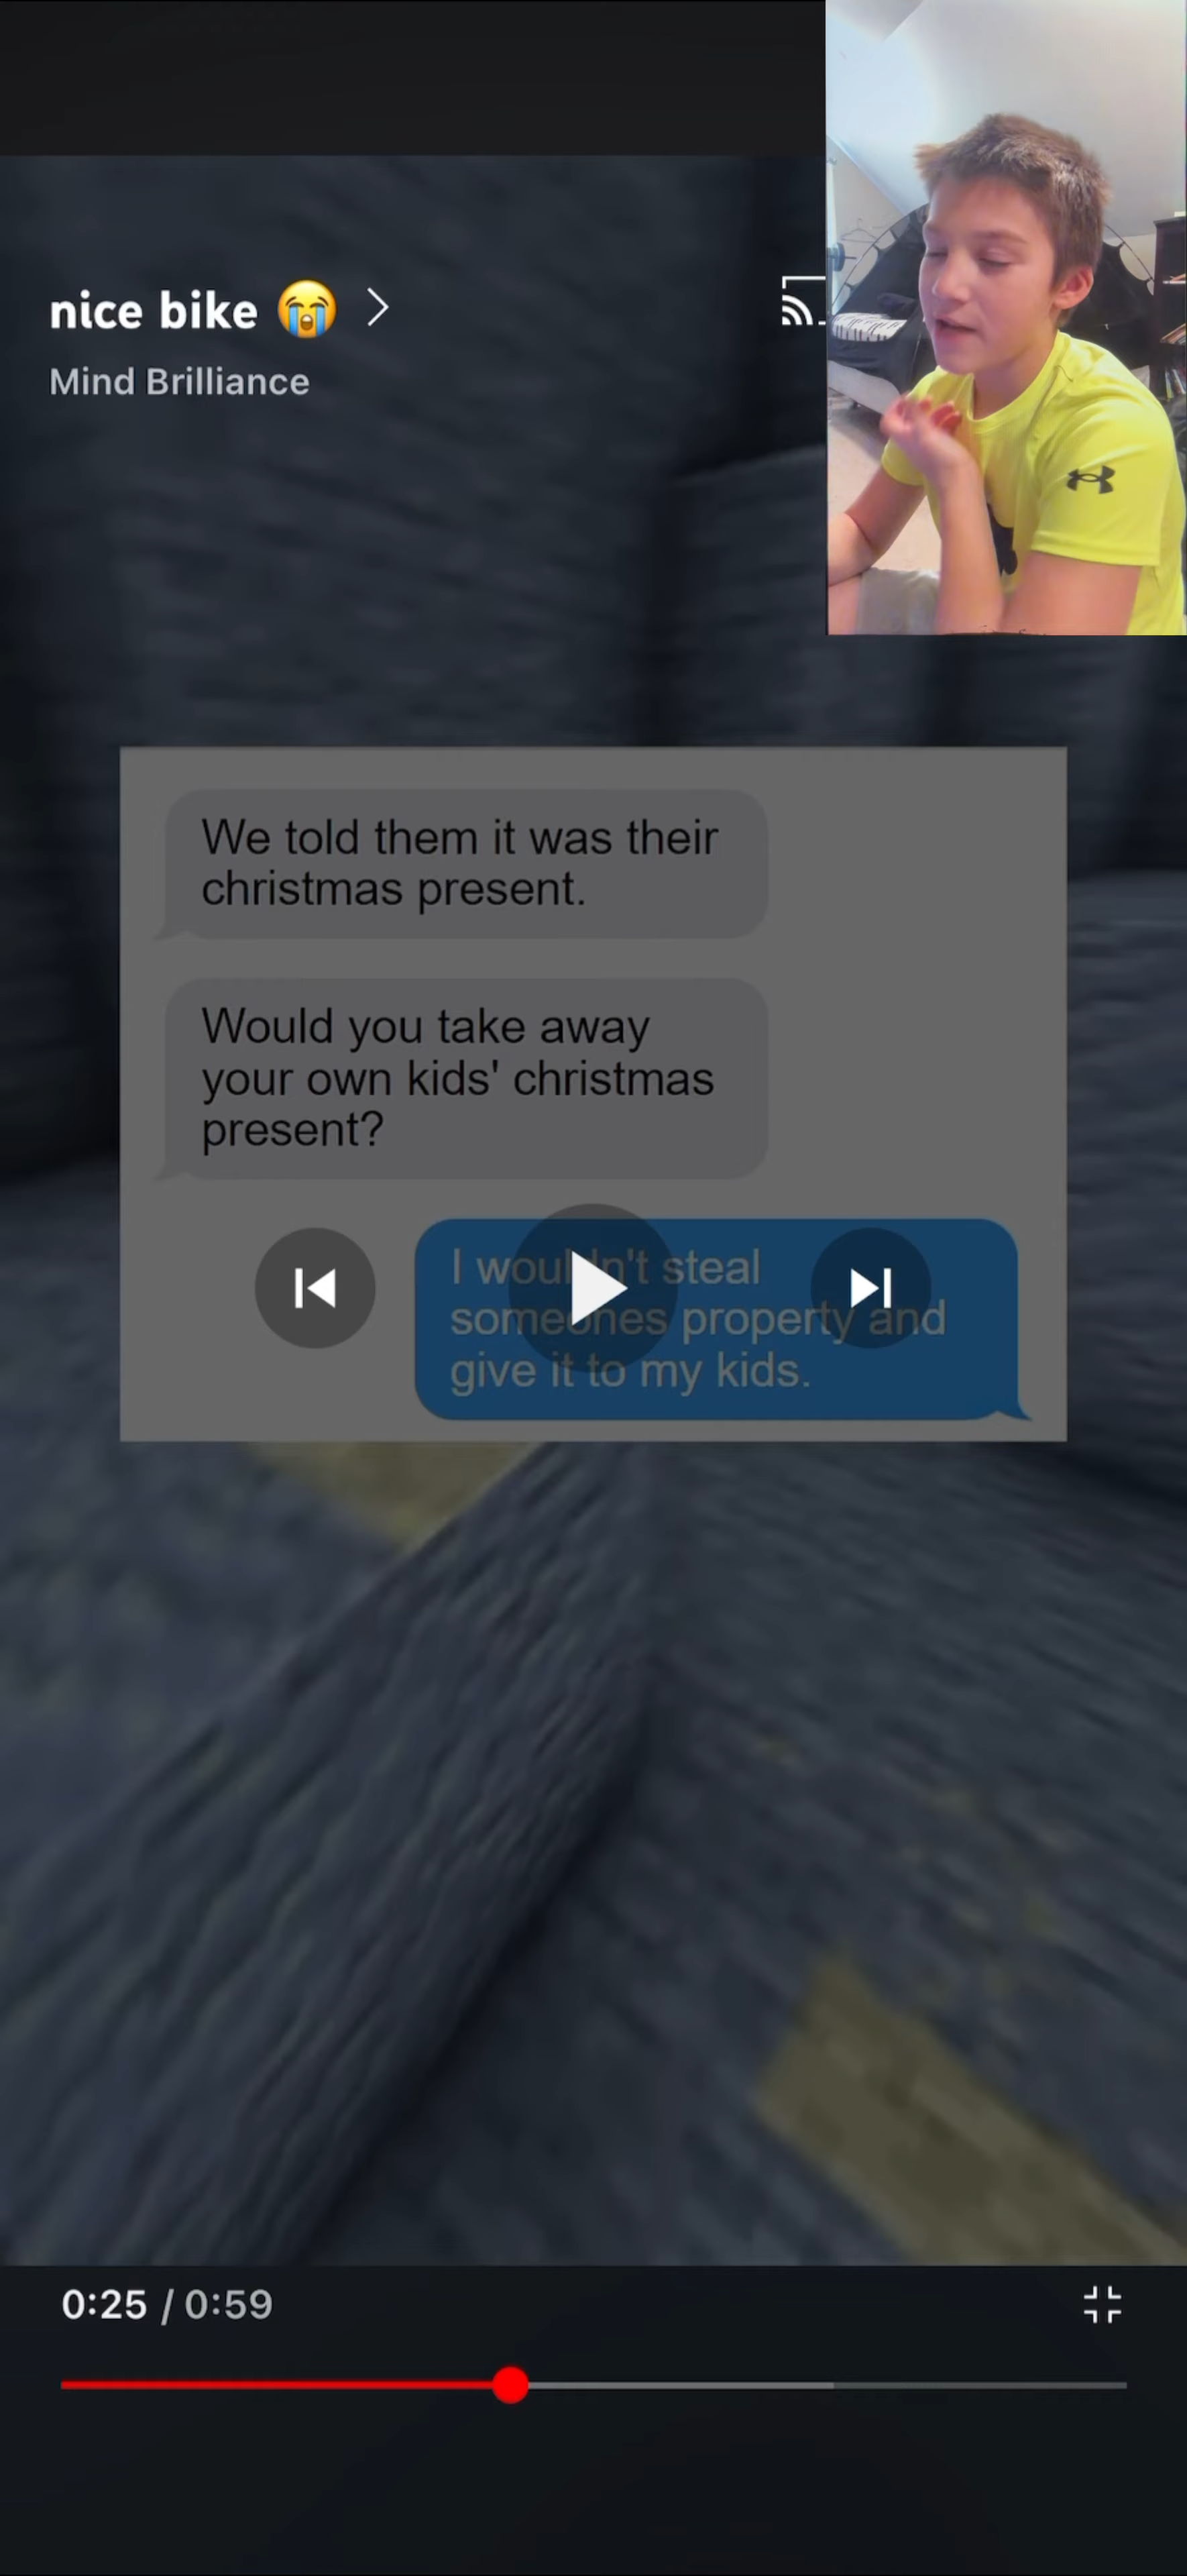 nice bike 😭
Mind Brilliance
We told them it was their
christmas present.
Would you take away
your own kids' christmas
present?
I wouldn't steal
someones property and
give it to my kids.
0:25 / 0:59